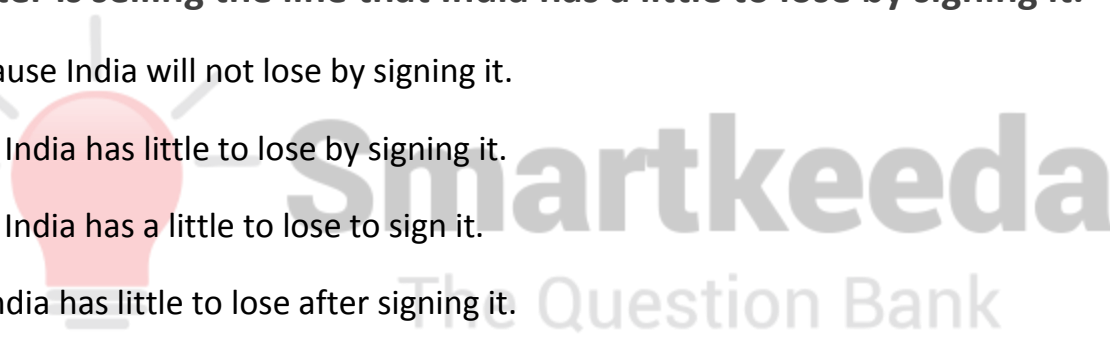 ter is selling the line that India has a little to lose by signing it.
ause India will not lose by signing it.
India has little to lose by signing it.
India has a little to lose to sign it.
ndia has little to lose after signing it.
Smartkeeda
The Question Bank